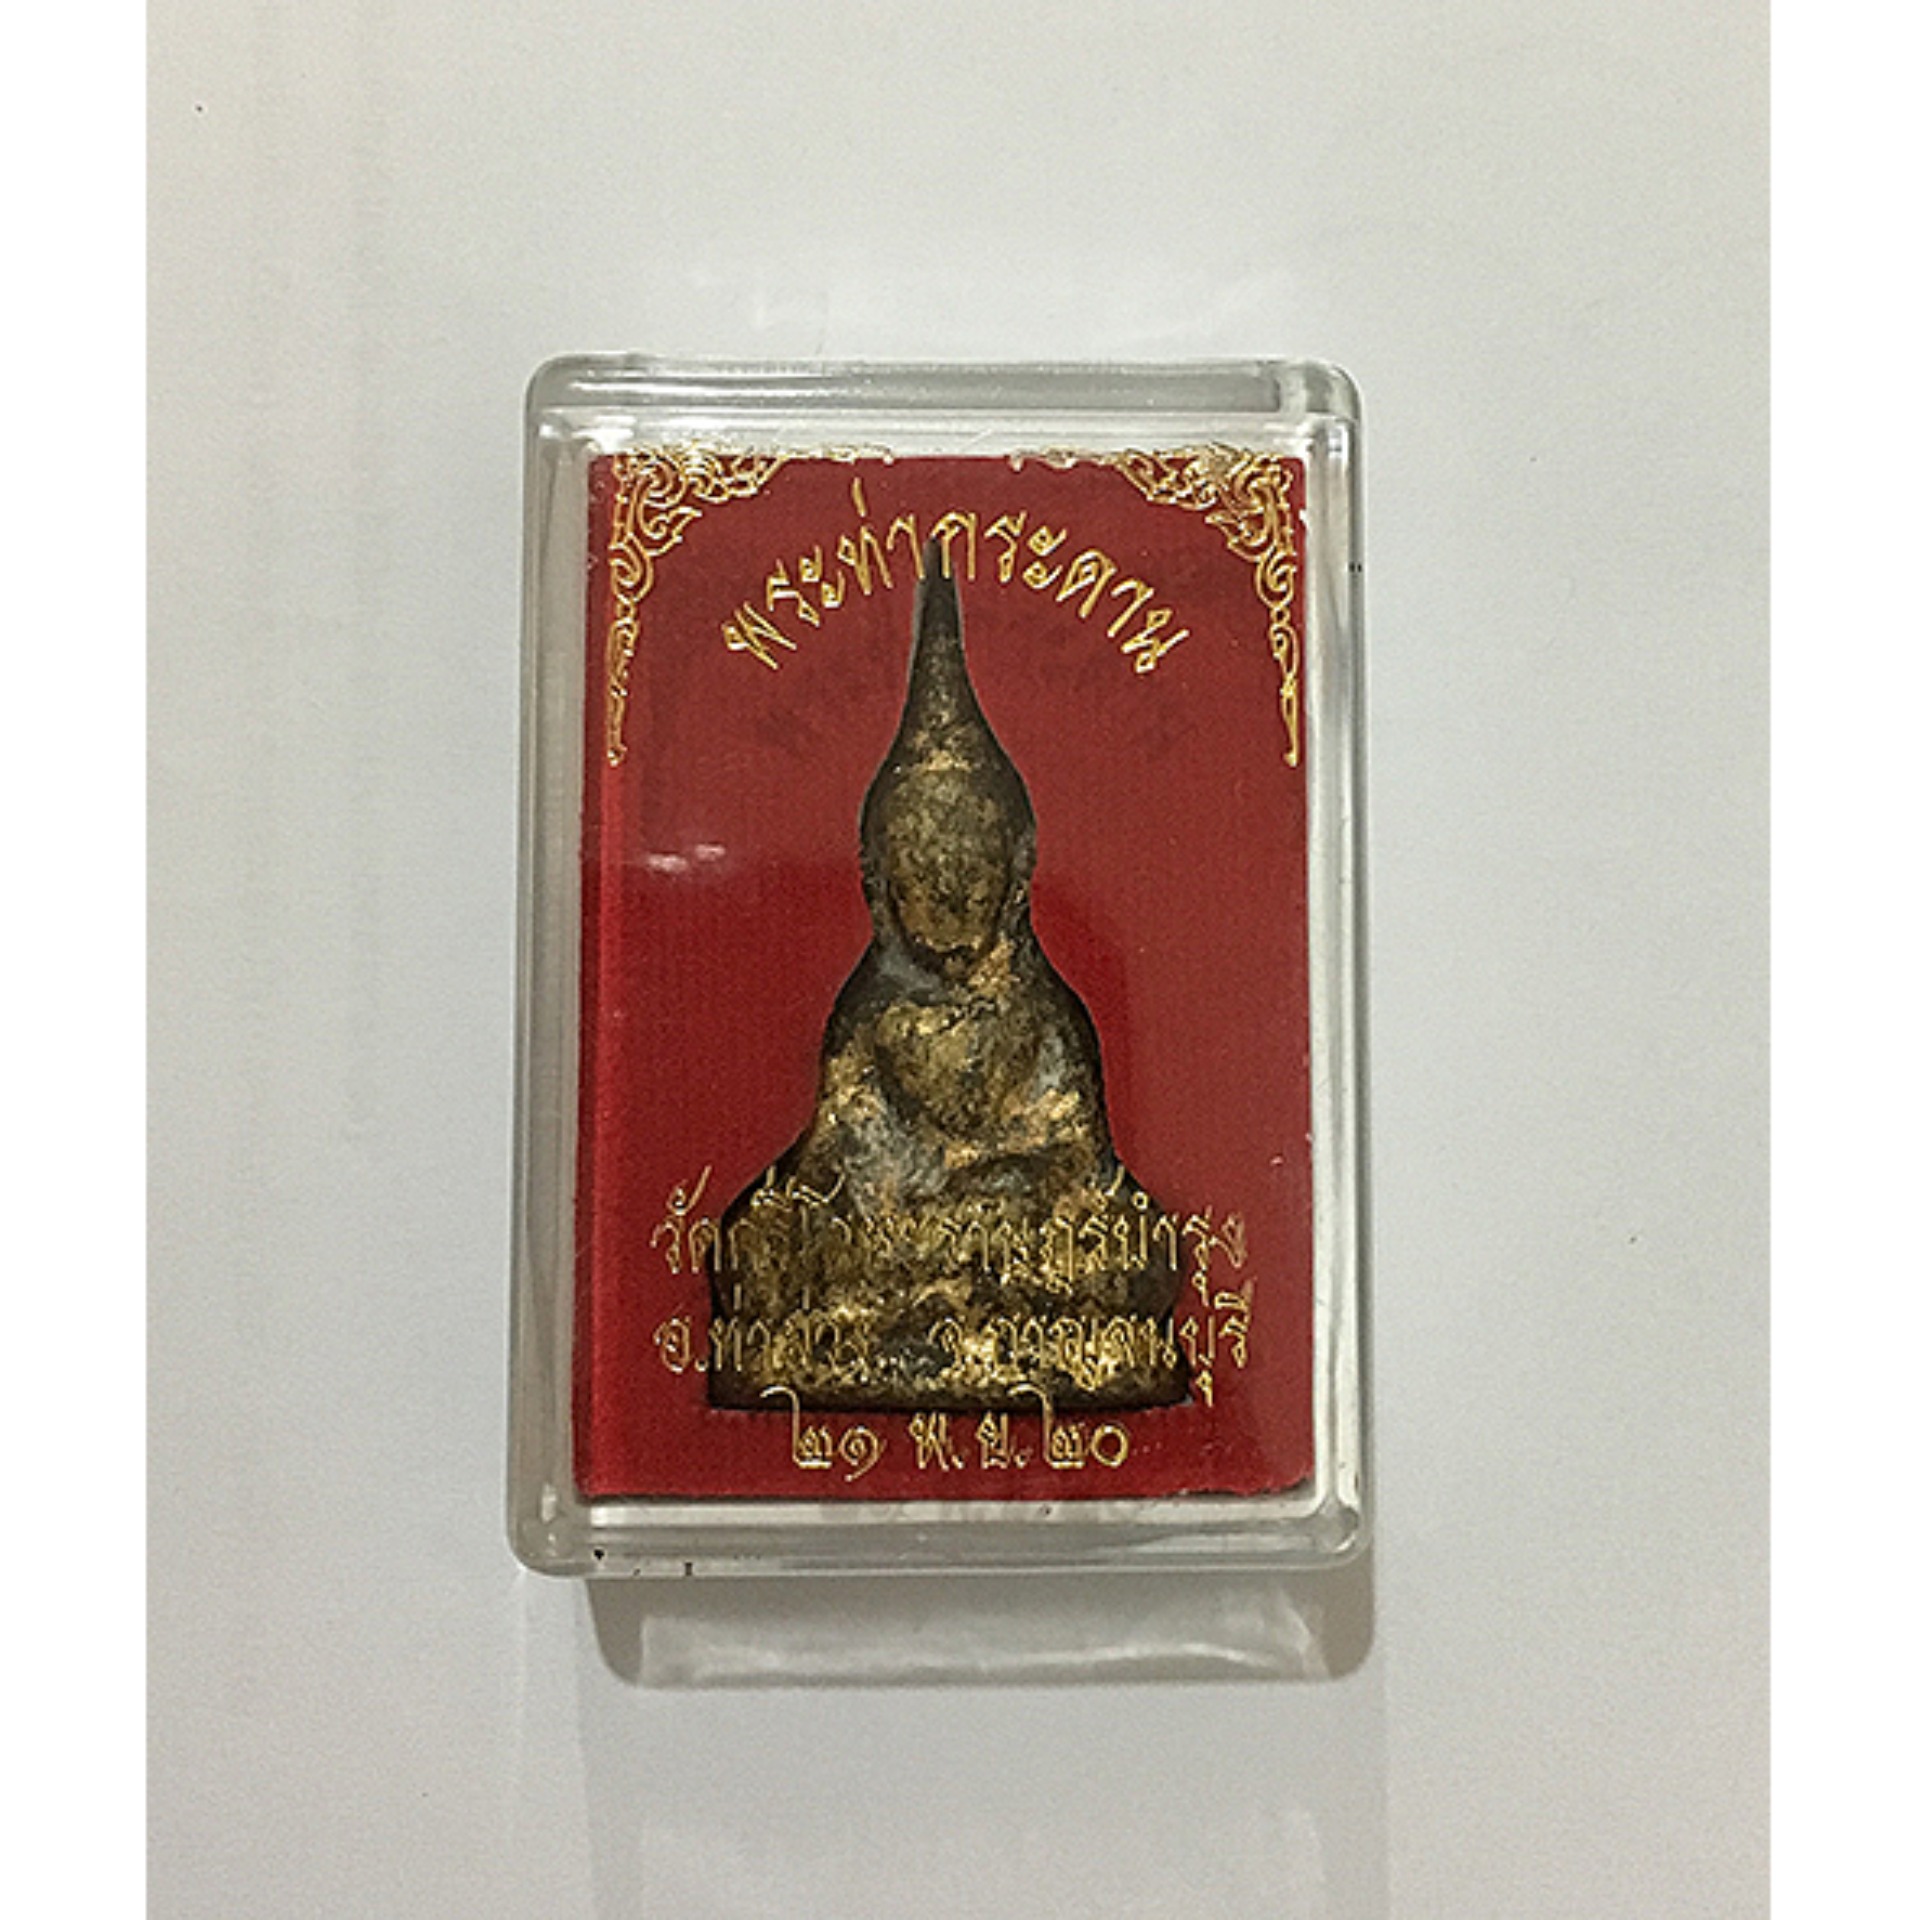 พระท่ากระดาน
วัดศรีโลหะราษฎร์บำรุง
อ.ท่าม่วง จ.กาญจนบุรี
๒๑ พ.ย.๒๐